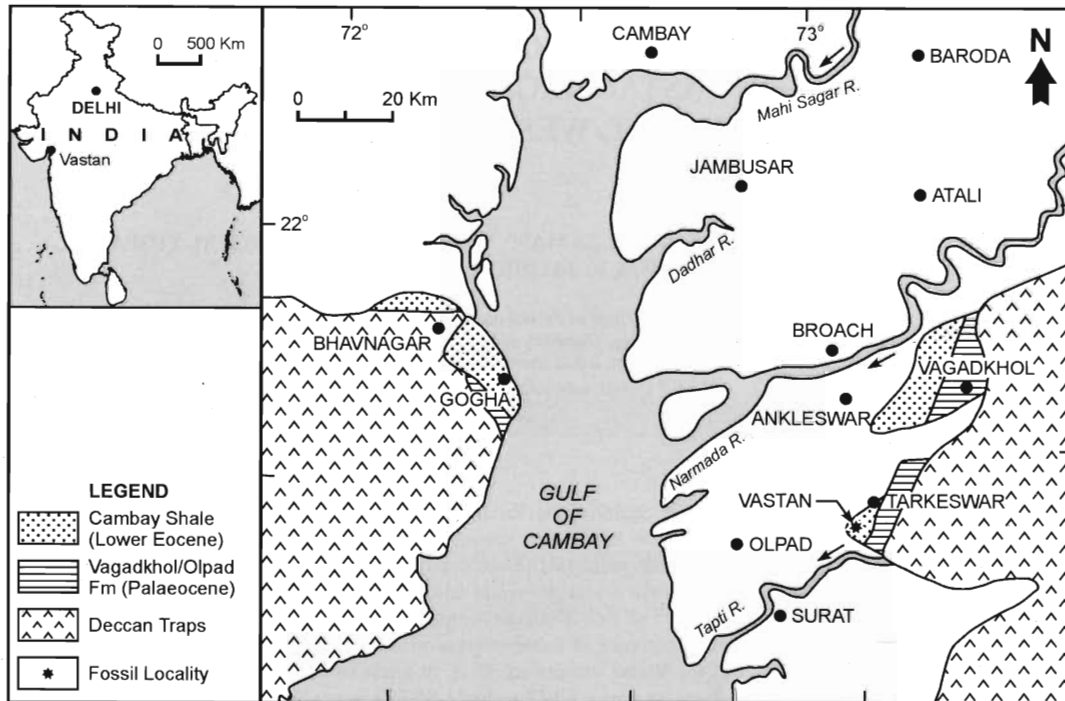 0 500 Km
DELHI
I N D I A
Vastan
72°
73°
CAMBAY
BARODA
N
0 20 Km
Mahi Sagar R.
JAMBUSAR
ATALI
22°
Dadhar R.
BHAVNAGAR
BROACH
VAGADKHOL
GOGHA
ANKLESWAR
Narmada R.
GULF
OF
CAMBAY
VASTAN
TARKESWAR
OLPAD
Tapti R.
SURAT
LEGEND
Cambay Shale
(Lower Eocene)
Vagadkhol/Olpad
Fm (Palaeocene)
Deccan Traps
Fossil Locality